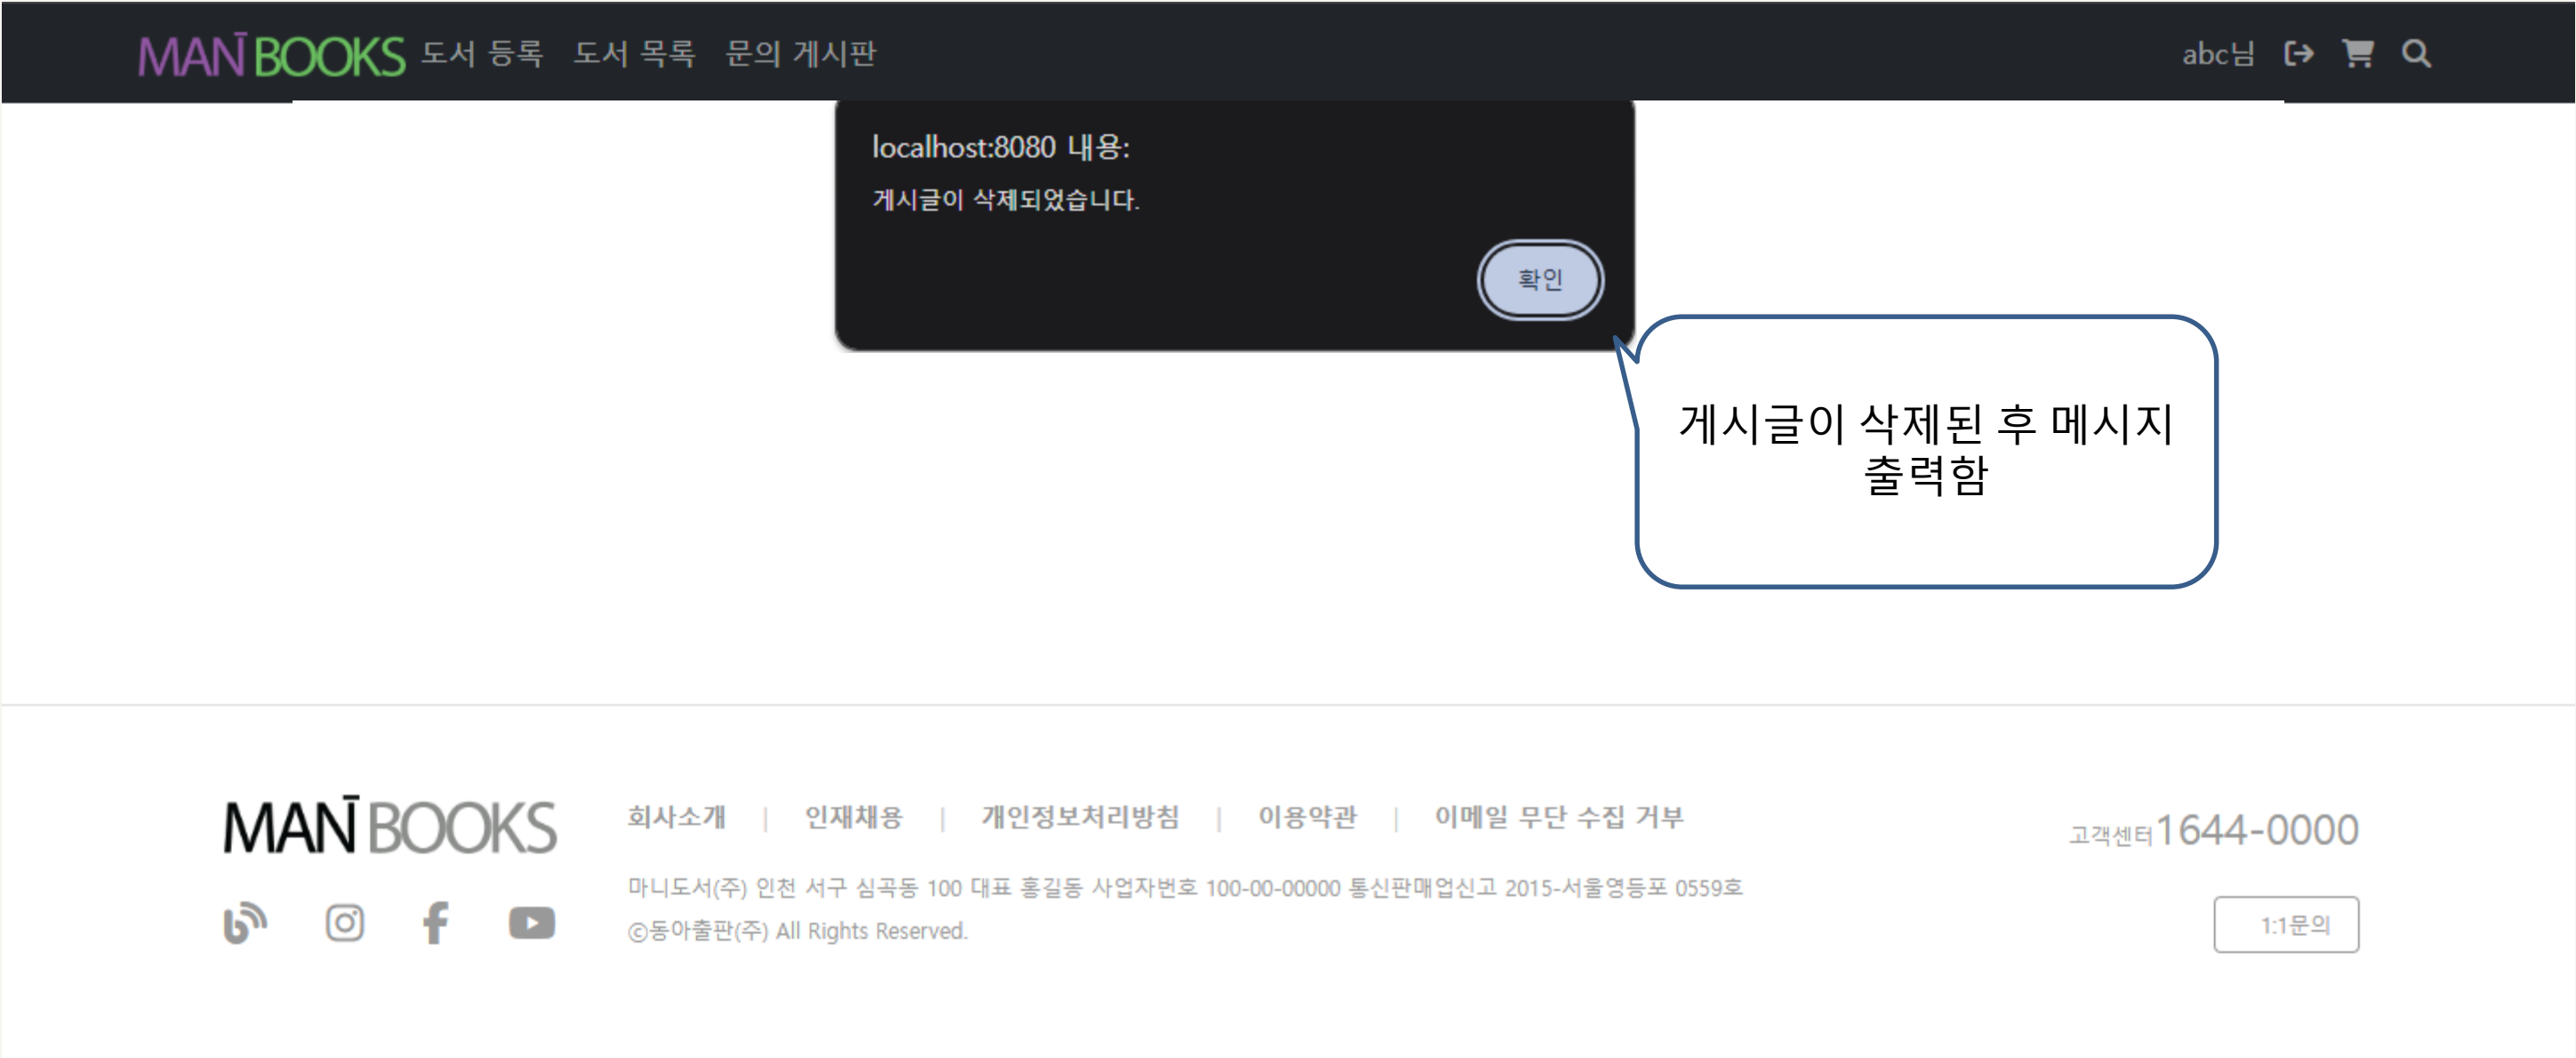 MANI BOOKS 도서 등록 도서 목록 문의 게시판 abc님
localhost:8080 내용:
게시글이 삭제되었습니다.
확인
게시글이 삭제된 후 메시지
출력함
MANI BOOKS
회사소개 | 인재채용 | 개인정보처리방침 | 이용약관 | 이메일 무단 수집 거부
고객센터1644-0000
마니도서(주) 인천 서구 심곡동 100 대표 홍길동 사업자번호 100-00-00000 통신판매업신고 2015-서울영등포 0559호
©동아출판(주) All Rights Reserved.
1:1문의